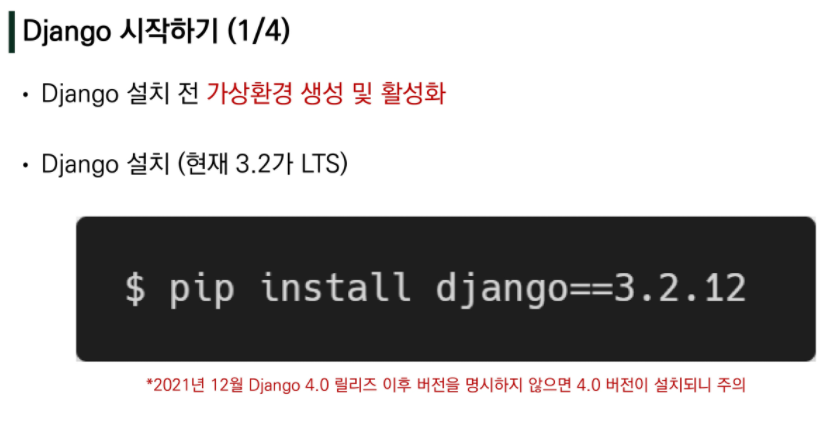 Django 시작하기 (1/4)
• Django 설치 전 가상환경 생성 및 활성화
• Django 설치 (현재 3.2가 LTS)
$ pip install django==3.2.12
*2021년 12월 Django 4.0 릴리즈 이후 버전을 명시하지 않으면 4.0 버전이 설치되니 주의